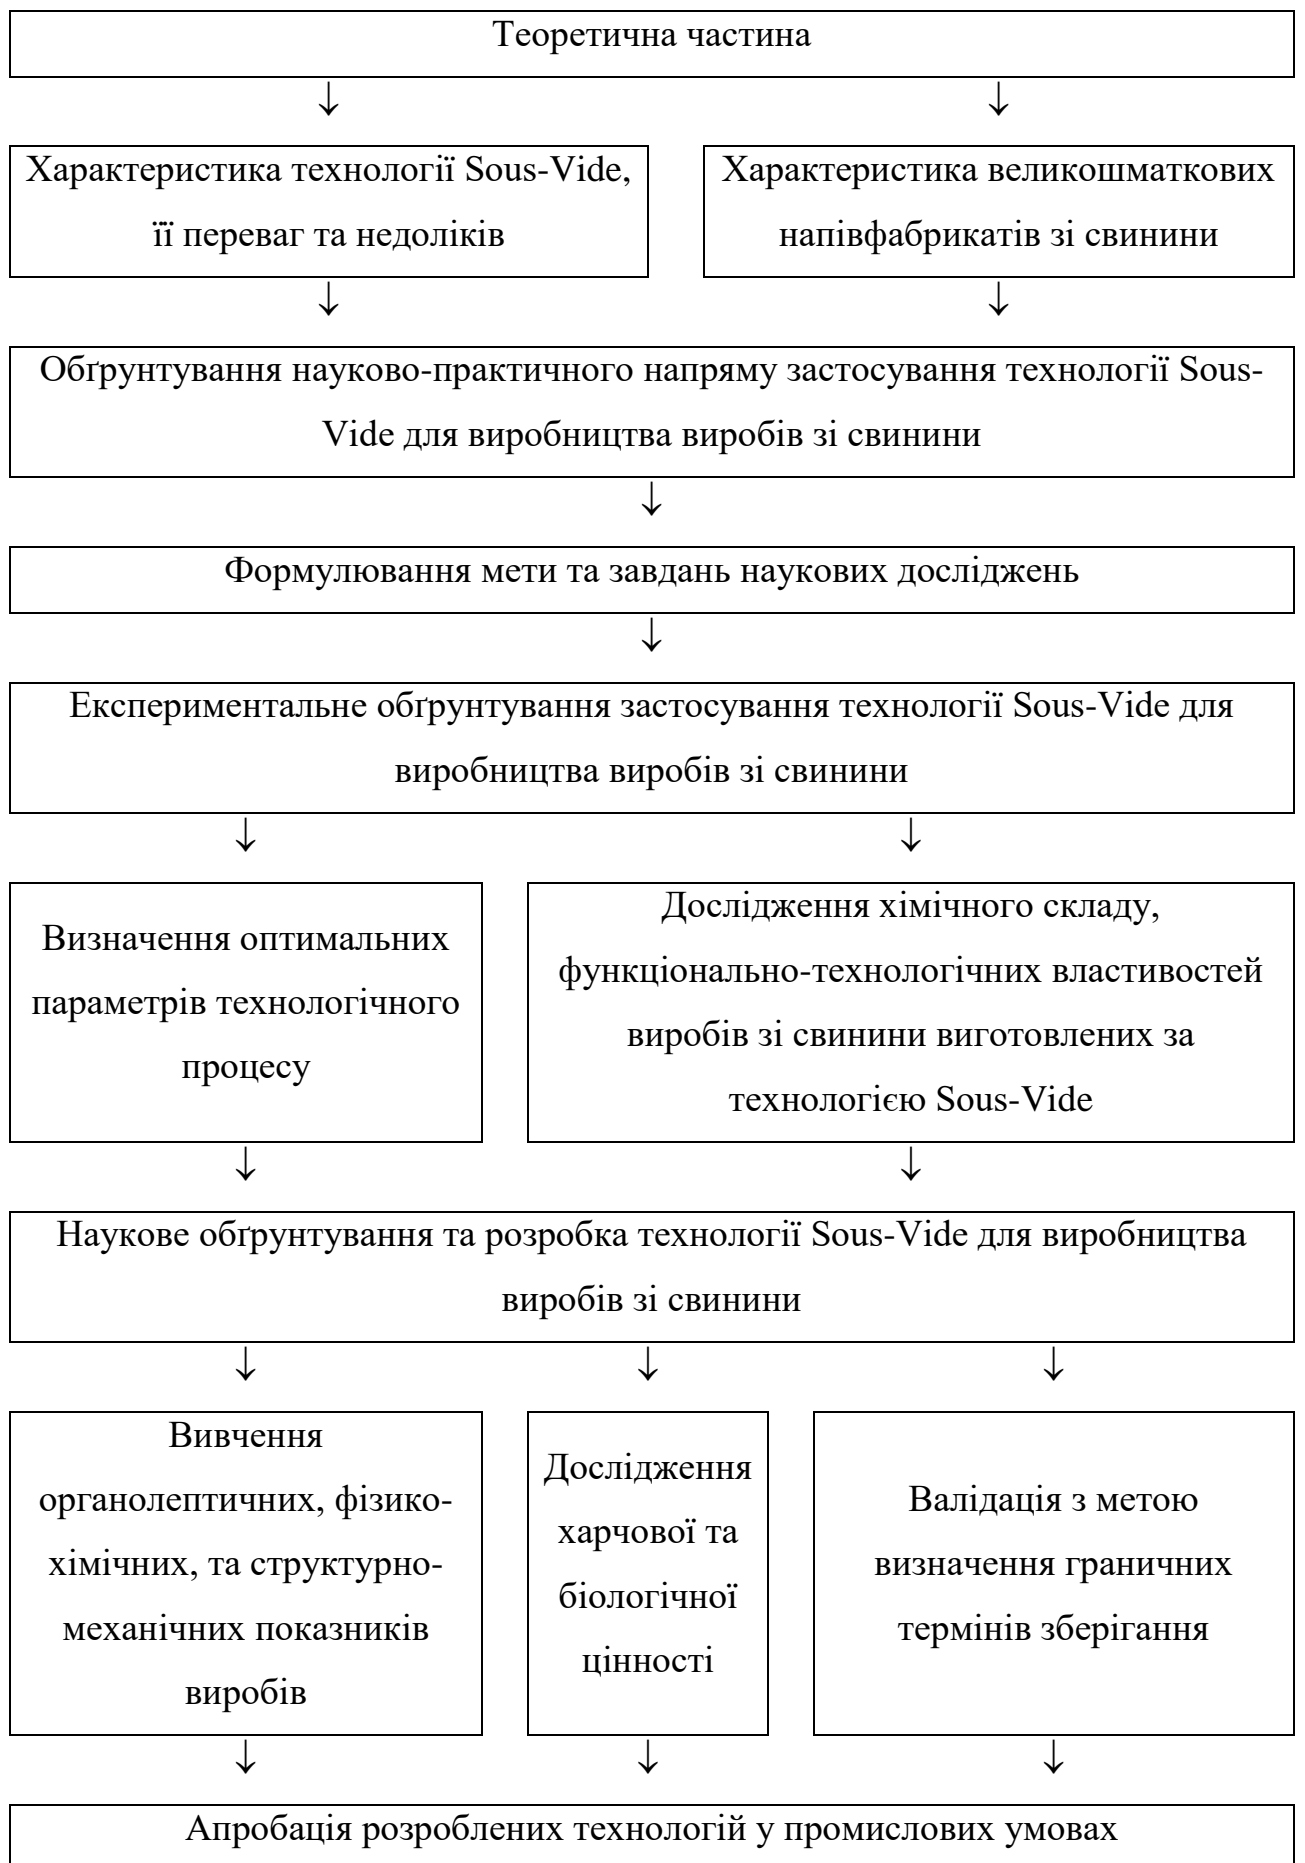 Теоретична частина
Характеристика технології Sous-Vide,
її переваг та недоліків
Характеристика великошматкових
напівфабрикатів зі свинини
Обґрунтування науково-практичного напряму застосування технології Sous-
Vide для виробництва виробів зі свинини
Формулювання мети та завдань наукових досліджень
Експериментальне обґрунтування застосування технології Sous-Vide для
виробництва виробів зі свинини
Визначення оптимальних
параметрів технологічного
процесу
Дослідження хімічного складу,
функціонально-технологічних властивостей
виробів зі свинини виготовлених за
технологією Sous-Vide
Наукове обґрунтування та розробка технології Sous-Vide для виробництва
виробів зі свинини
Вивчення
органолептичних, фізико-
хімічних, та структурно-
механічних показників
виробів
Дослідження
харчової та
біологічної
цінності
Валідація з метою
визначення граничних
термінів зберігання
Апробація розроблених технологій у промислових умовах